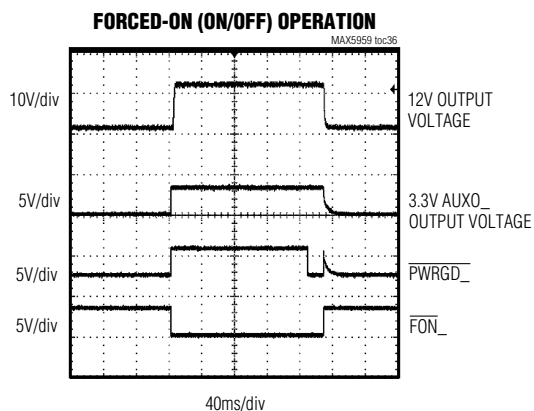 FORCED-ON (ON/OFF) OPERATION
MAX5959 toc36
10V/div
12V OUTPUT
VOLTAGE
5V/div
3.3V AUXO_
OUTPUT VOLTAGE
5V/div
PWRGD_
5V/div
FON_
40ms/div